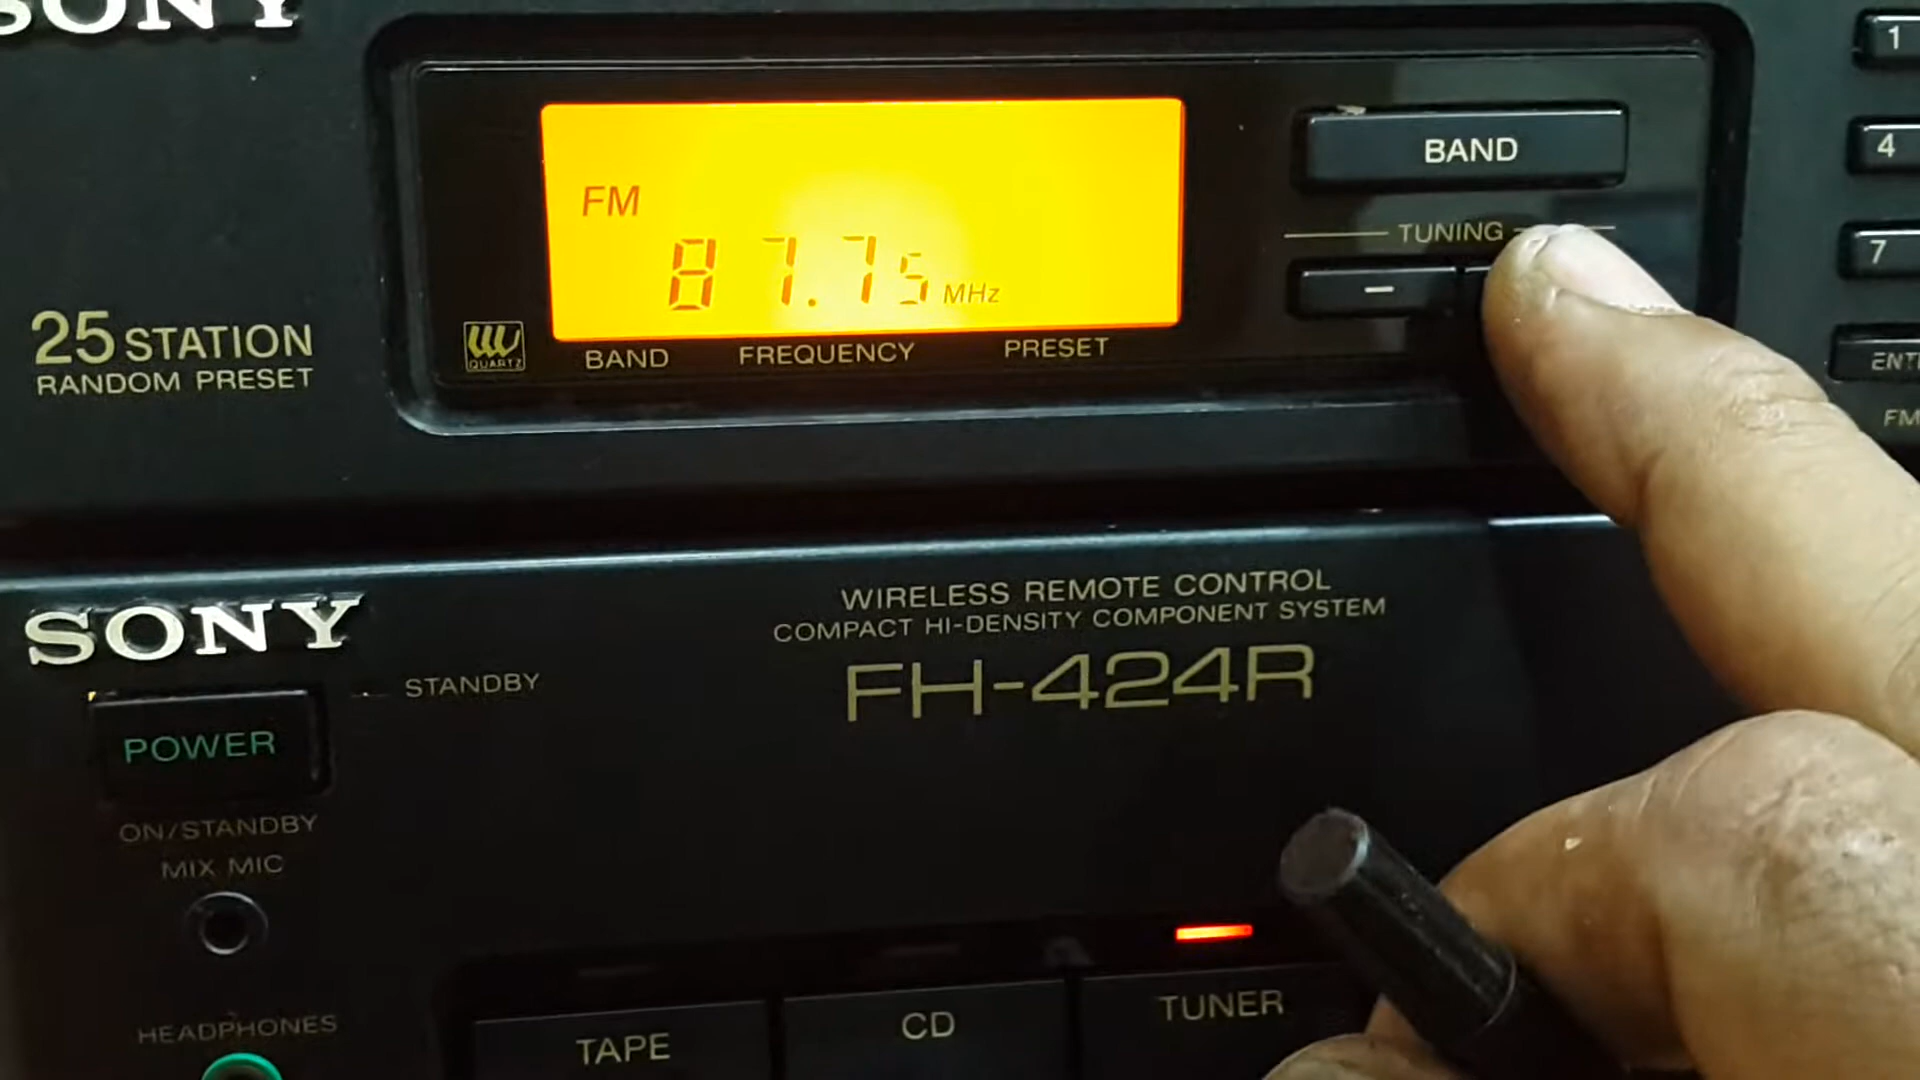 SONY
1
BAND
4
FM
TUNING
7
87.75 MHz
−
25 STATION
RANDOM PRESET
QUARTZ
BAND FREQUENCY PRESET
FM
WIRELESS REMOTE CONTROL
COMPACT HI-DENSITY COMPONENT SYSTEM
FH-424R
SONY
STANDBY
POWER
ON/STANDBY
MIX MIC
HEADPHONES
TAPE
CD
TUNER